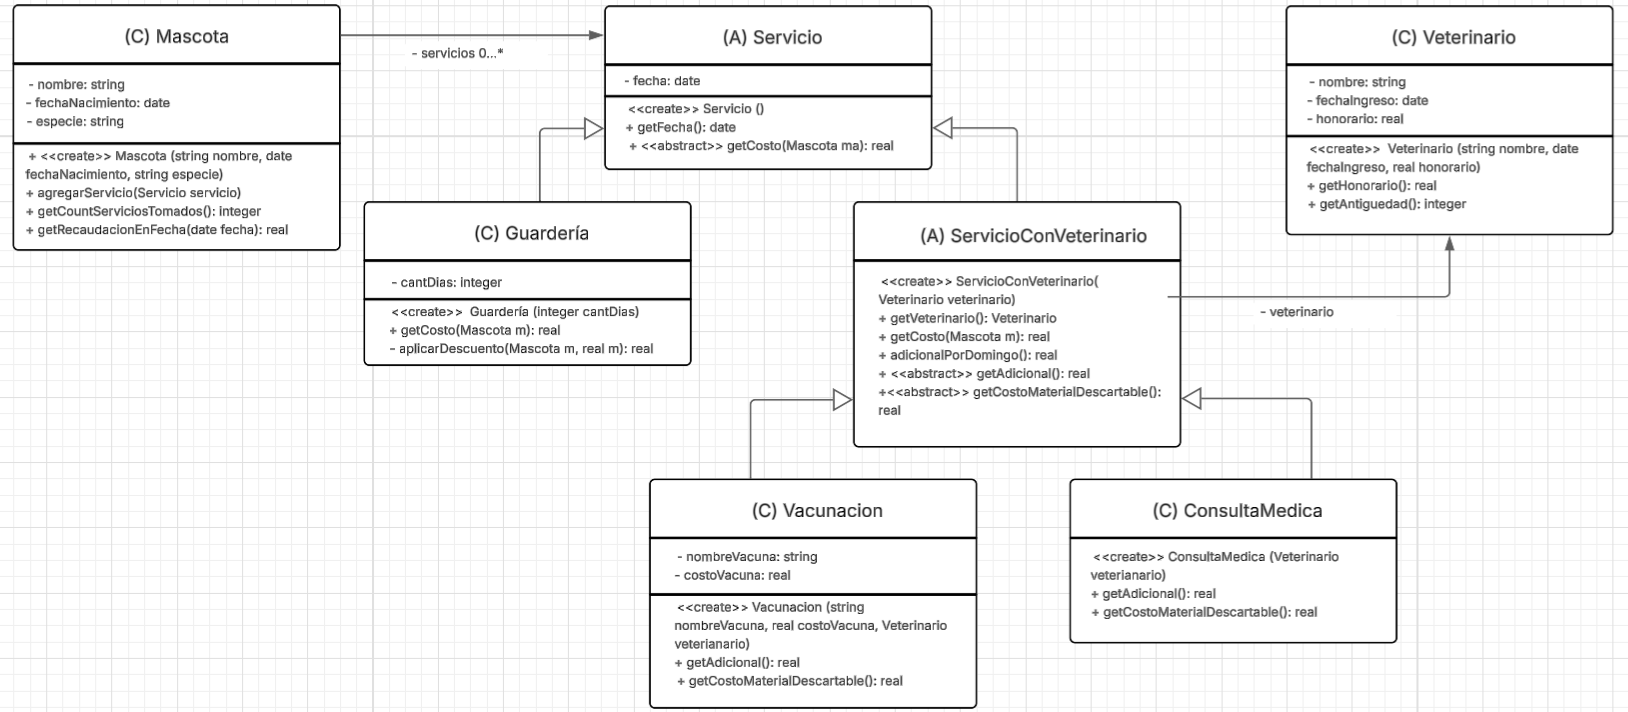 (C) Mascota
- nombre: string
- fechaNacimiento: date
- especie: string
+ <<create>> Mascota (string nombre, date
fechaNacimiento, string especie)
+ agregarServicio(Servicio servicio)
+ getCountServiciosTomados(): integer
+ getRecaudacionEnFecha(date fecha): real
- servicios 0...*
(A) Servicio
- fecha: date
<<create>> Servicio ()
+ getFecha(): date
+ <<abstract>> getCosto(Mascota ma): real
(C) Veterinario
- nombre: string
- fechaIngreso: date
- honorario: real
<<create>> Veterinario (string nombre, date
fechaIngreso, real honorario)
+ getHonorario(): real
+ getAntiguedad(): integer
(C) Guardería
- cantDias: integer
<<create>> Guardería (integer cantDias)
+ getCosto(Mascota m): real
- aplicarDescuento(Mascota m, real m): real
(A) ServicioConVeterinario
<<create>> ServicioConVeterinario(
Veterinario veterinario)
+ getVeterinario(): Veterinario
+ getCosto(Mascota m): real
+ adicionalPorDomingo(): real
+ <<abstract>> getAdicional(): real
+<<abstract>> getCostoMaterialDescartable():
real
- veterinario
(C) Vacunacion
- nombreVacuna: string
- costoVacuna: real
<<create>> Vacunacion (string
nombreVacuna, real costoVacuna, Veterinario
veterianario)
+ getAdicional(): real
+ getCostoMaterialDescartable(): real
(C) ConsultaMedica
<<create>> ConsultaMedica (Veterinario
veterianario)
+ getAdicional(): real
+ getCostoMaterialDescartable(): real